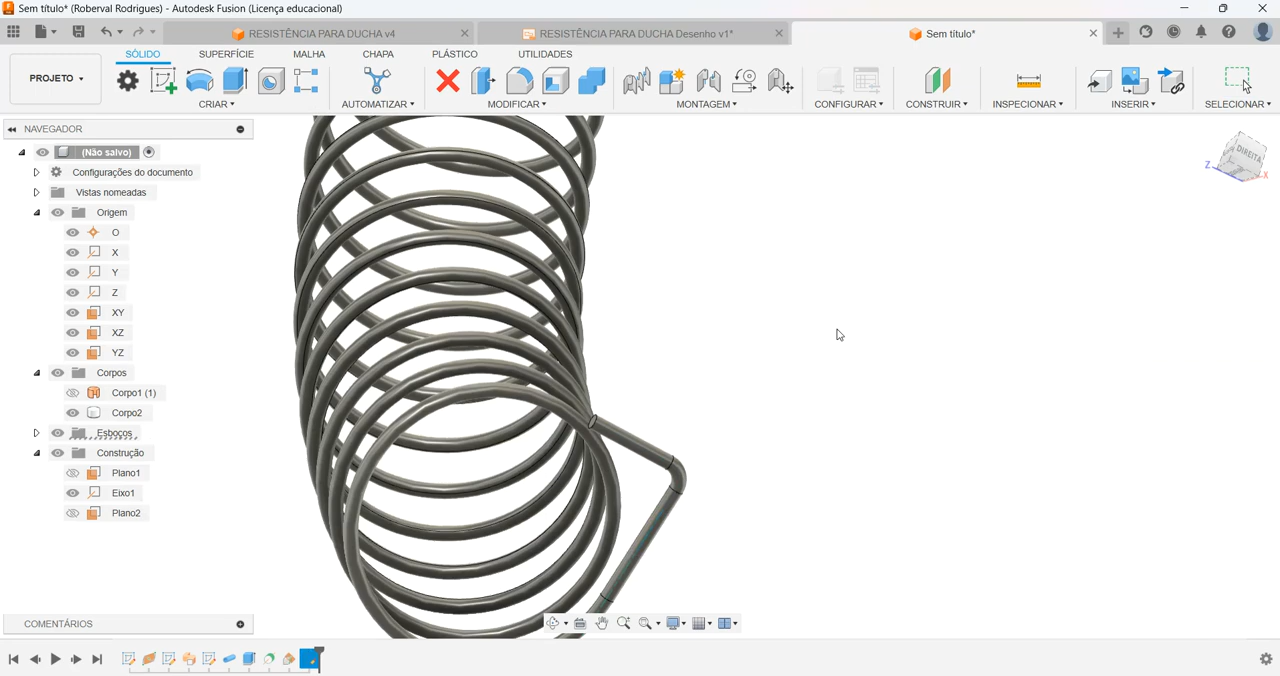 Sem título* (Roberval Rodrigues) - Autodesk Fusion (Licença educacional)
RESISTÊNCIA PARA DUCHA v4
RESISTÊNCIA PARA DUCHA Desenho v1*
Sem título*
SÓLIDO SUPERFÍCIE MALHA CHAPA PLÁSTICO UTILIDADES
PROJETO
CRIAR AUTOMATIZAR MODIFICAR MONTAGEM CONFIGURAR CONSTRUIR INSPECIONAR INSERIR SELECIONAR
NAVEGADOR
(Não salvo)
Configurações do documento
Vistas nomeadas
Origem
O
X
Y
Z
XY
XZ
YZ
Corpos
Corpo1 (1)
Corpo2
Esboços
Construção
Plano1
Eixo1
Plano2
DIREITA
Z
X
COMENTÁRIOS